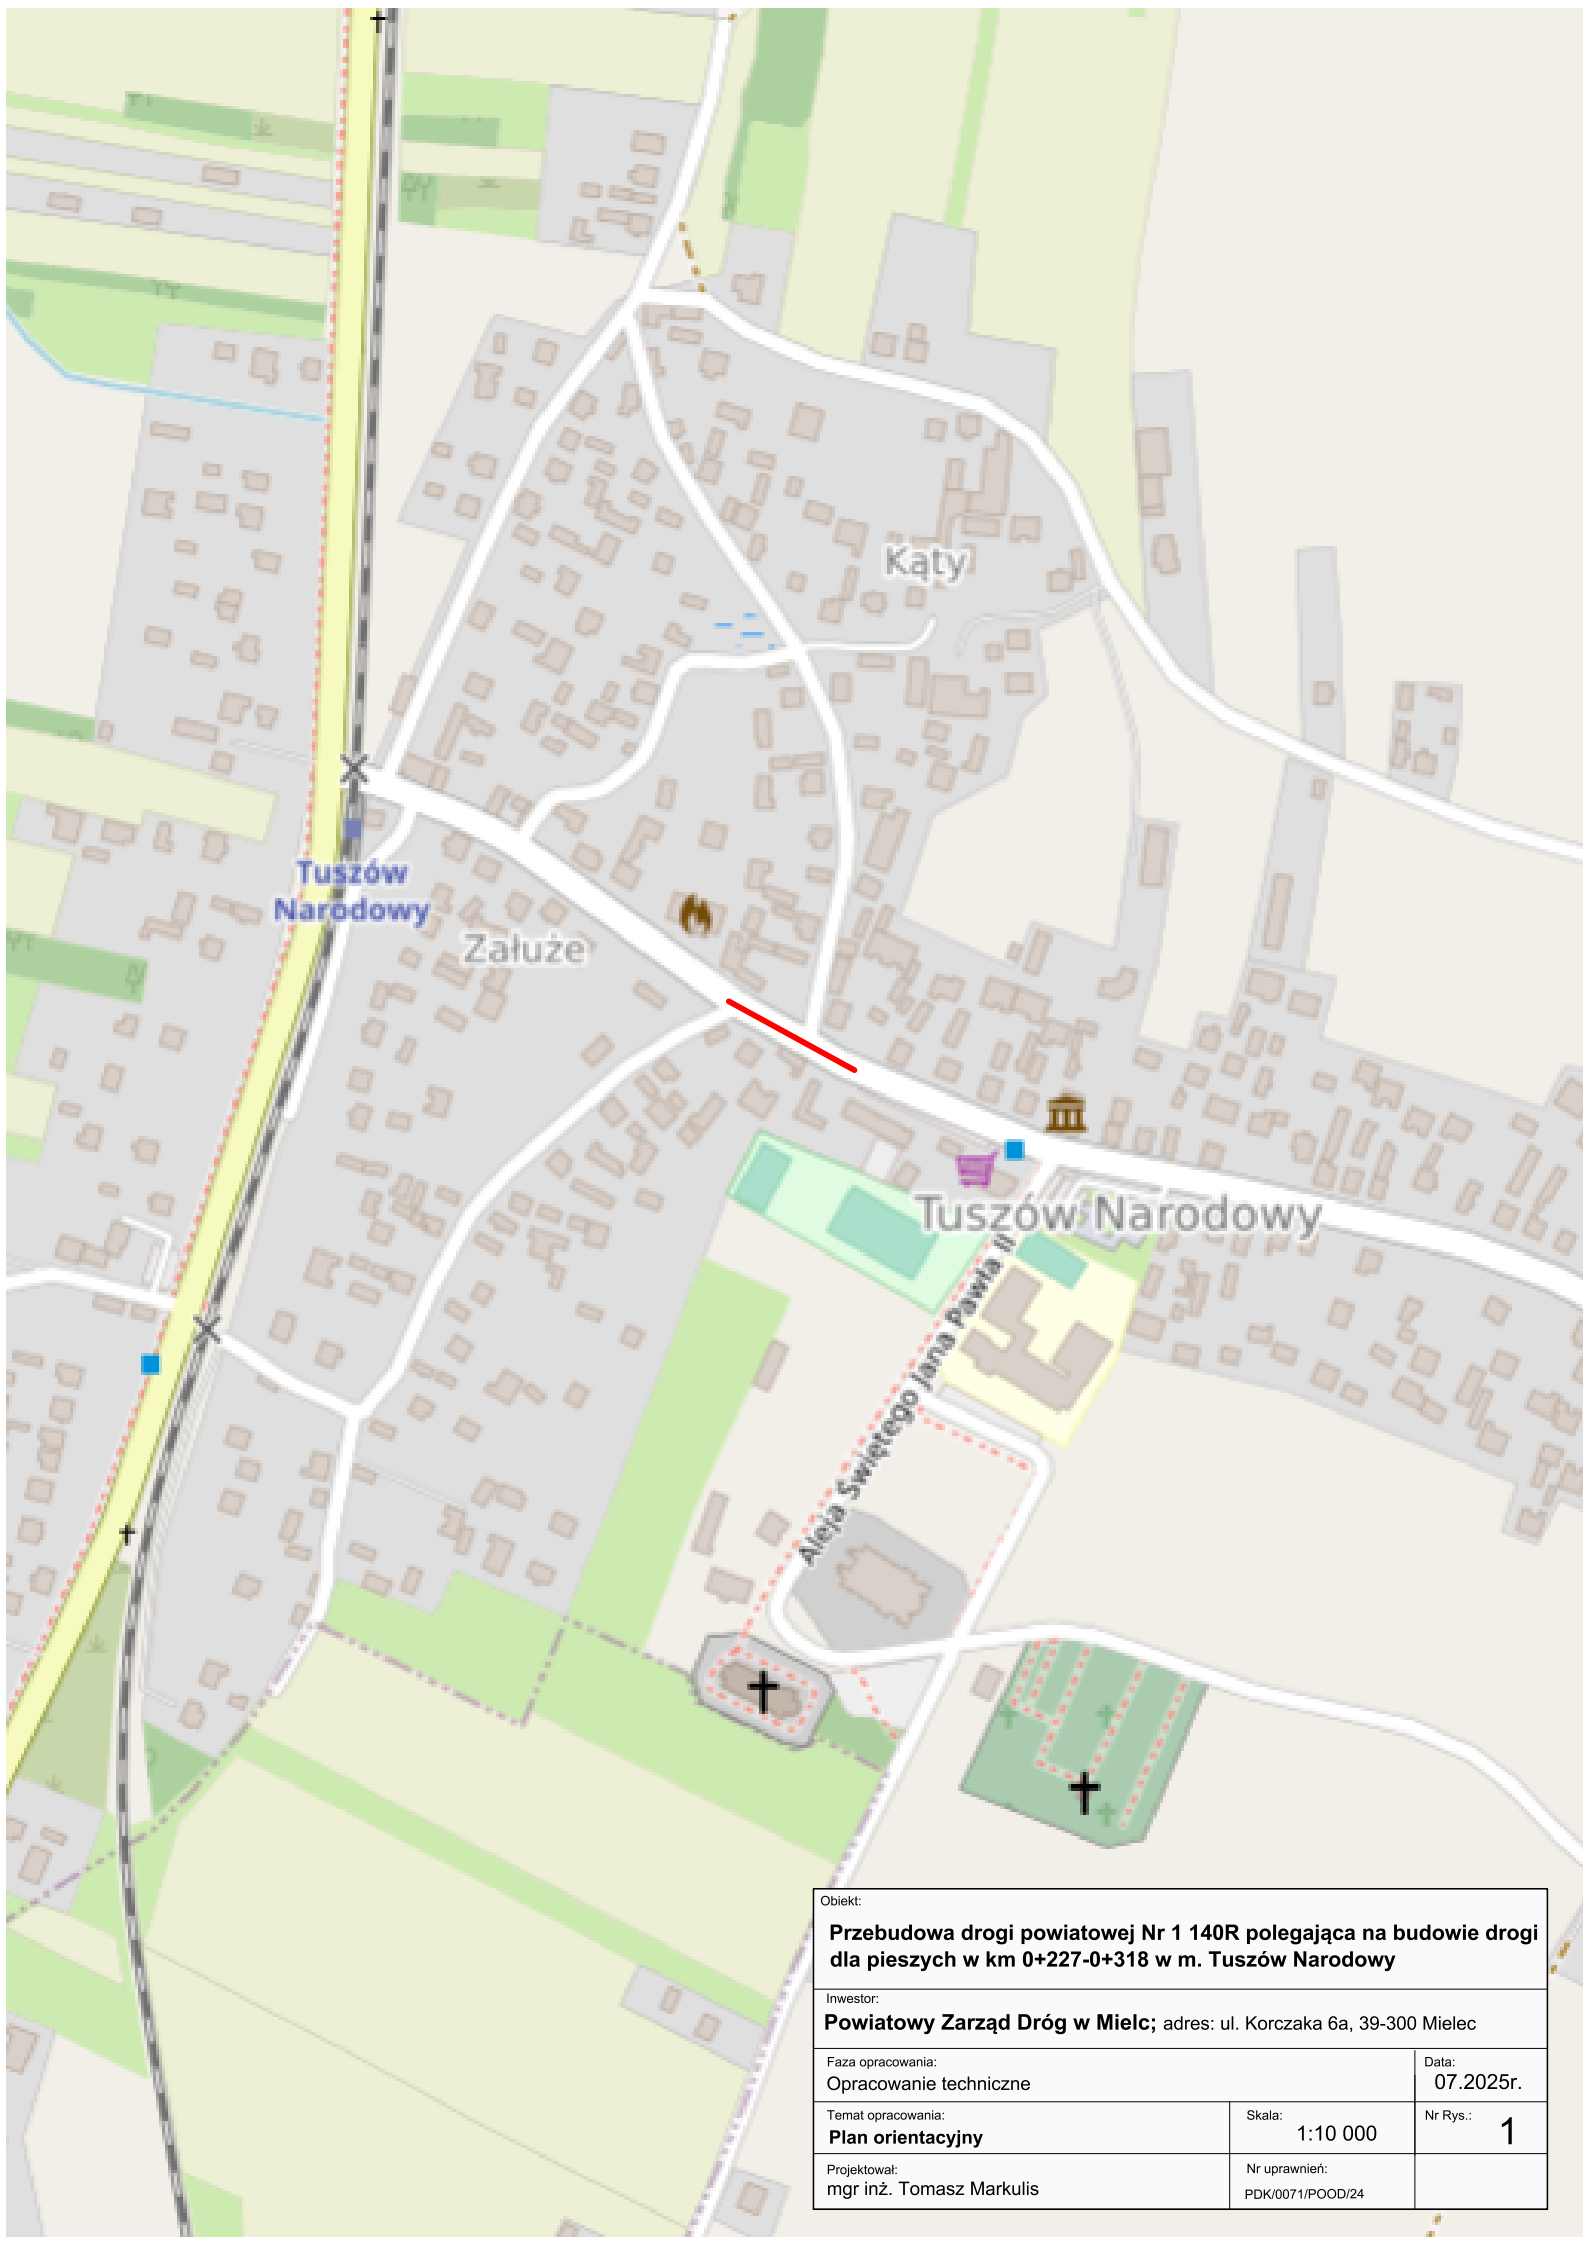 Kąty
Tuszów
Narodowy
Załuże
Tuszów Narodowy
Aleja Świętego Jana Pawła II
Obiekt:
Przebudowa drogi powiatowej Nr 1 140R polegająca na budowie drogi
dla pieszych w km 0+227-0+318 w m. Tuszów Narodowy
Inwestor:
Powiatowy Zarząd Dróg w Mielc; adres: ul. Korczaka 6a, 39-300 Mielec
Faza opracowania:
Opracowanie techniczne
Data:
07.2025r.
Temat opracowania:
Plan orientacyjny
Skala:
1:10 000
Nr Rys.:
1
Projektował:
mgr inż. Tomasz Markulis
Nr uprawnień:
PDK/0071/POOD/24